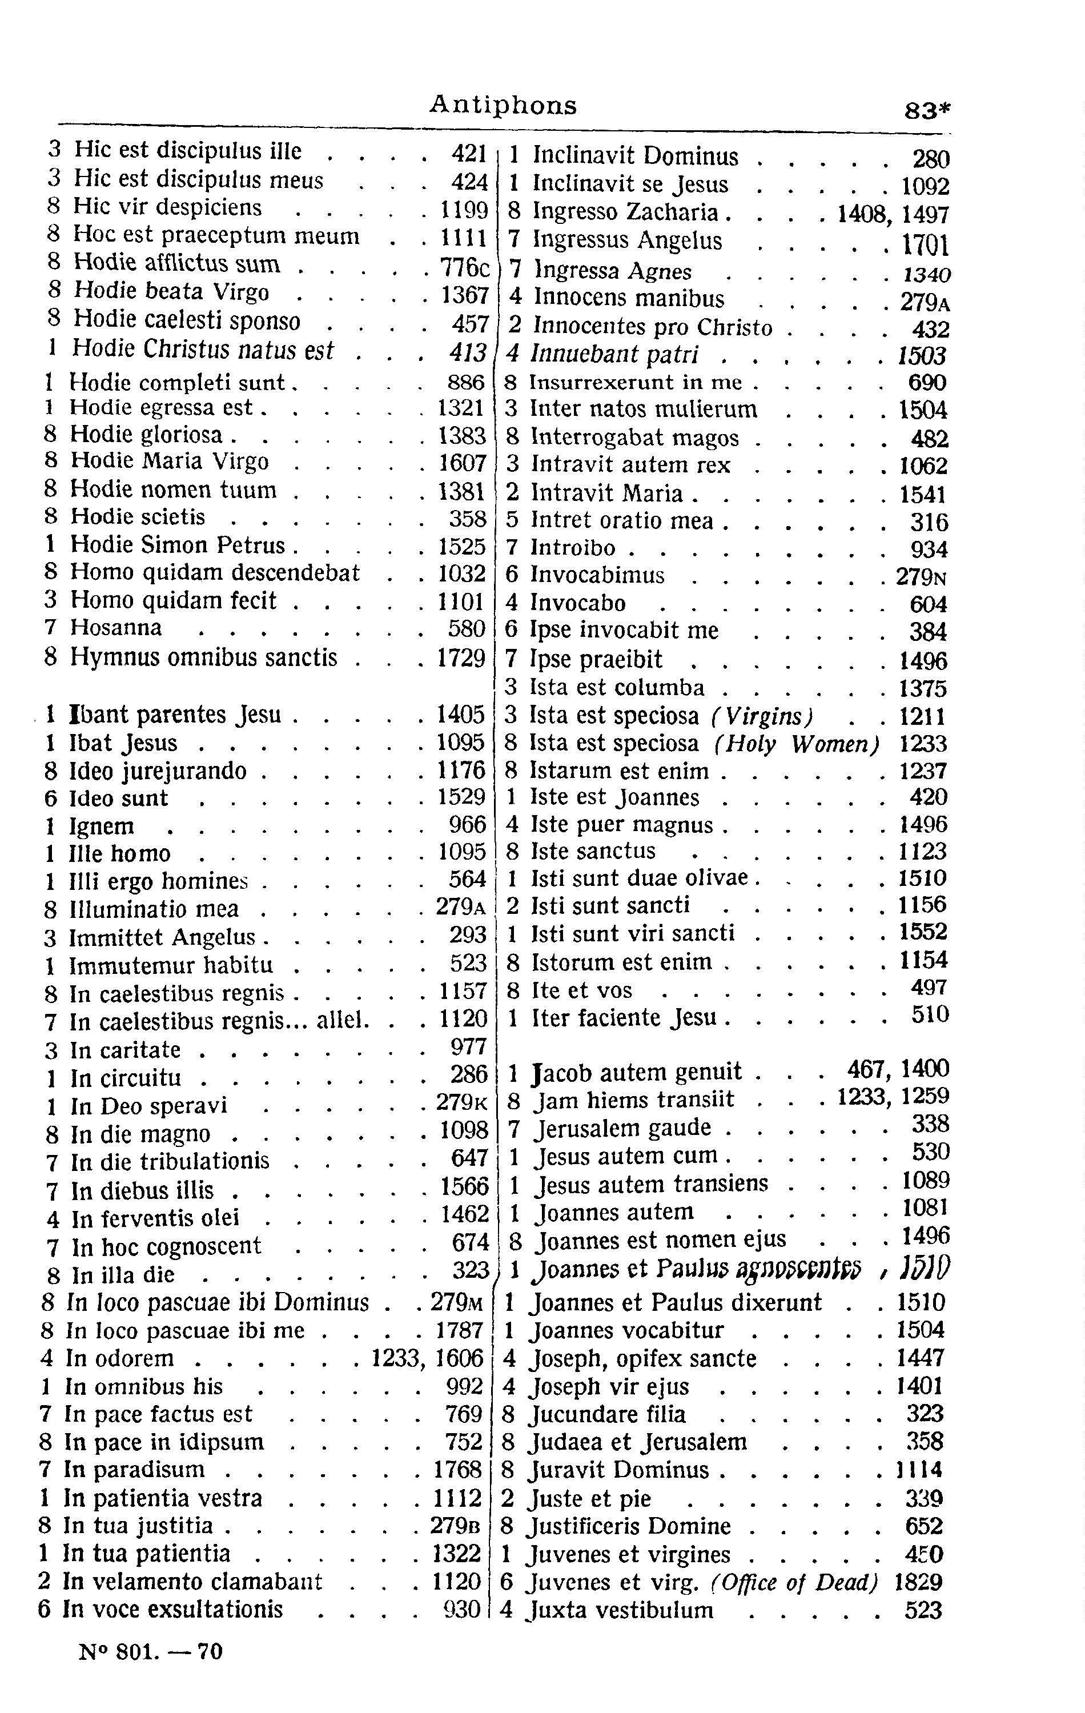 Antiphons 83*
3 Hic est discipulus ille . . . . 421
3 Hic est discipulus meus . . . 424
8 Hic vir despiciens . . . . . 1199
8 Hoc est praeceptum meum . . 1111
8 Hodie afflictus sum . . . . . 776C
8 Hodie beata Virgo . . . . . 1367
8 Hodie caelesti sponso . . . . 457
1 Hodie Christus natus est . . . 413
1 Hodie completi sunt . . . . . 886
1 Hodie egressa est . . . . . . 1321
8 Hodie gloriosa . . . . . . . 1383
8 Hodie Maria Virgo . . . . . 1607
8 Hodie nomen tuum . . . . . 1381
8 Hodie scietis . . . . . . . 358
1 Hodie Simon Petrus . . . . . 1525
8 Homo quidam descendebat . . 1032
3 Homo quidam fecit . . . . . 1101
7 Hosanna . . . . . . . . 580
8 Hymnus omnibus sanctis . . . 1729
1 Ibant parentes Jesu . . . . . 1405
1 Ibat Jesus . . . . . . . . 1095
8 Ideo jurejurando . . . . . . 1176
6 Ideo sunt . . . . . . . . 1529
1 Ignem . . . . . . . . . 966
1 Ille homo . . . . . . . . 1095
1 Illi ergo homines . . . . . . 564
8 Illuminatio mea . . . . . . 279A
3 Immittet Angelus . . . . . . 293
1 Immutemur habitu . . . . . 523
8 In caelestibus regnis . . . . . 1157
7 In caelestibus regnis... allel. . . 1120
3 In caritate . . . . . . . . 977
1 In circuitu . . . . . . . . 286
1 In Deo speravi . . . . . . 279K
8 In die magno . . . . . . . 1098
7 In die tribulationis . . . . . 647
7 In diebus illis . . . . . . . 1566
4 In ferventis olei . . . . . . 1462
7 In hoc cognoscent . . . . . 674
8 In illa die . . . . . . . . 323
8 In loco pascuae ibi Dominus . . 279M
8 In loco pascuae ibi me . . . . 1787
4 In odorem . . . . . . 1233, 1606
1 In omnibus his . . . . . . 992
7 In pace factus est . . . . . 769
8 In pace in idipsum . . . . . 752
7 In paradisum . . . . . . . 1768
1 In patientia vestra . . . . . 1112
8 In tua justitia . . . . . . . 279B
1 In tua patientia . . . . . . 1322
2 In velamento clamabant . . . 1120
6 In voce exsultationis . . . . 930
1 Inclinavit Dominus . . . . . 280
1 Inclinavit se Jesus . . . . . 1092
8 Ingresso Zacharia . . . . 1408, 1497
7 Ingressus Angelus . . . . . 1701
7 Ingressa Agnes . . . . . . 1340
4 Innocens manibus . . . . . 279A
2 Innocentes pro Christo . . . . 432
4 Innuebant patri . . . . . . 1503
8 Insurrexerunt in me . . . . . 690
3 Inter natos mulierum . . . . 1504
8 Interrogabat magos . . . . . 482
3 Intravit autem rex . . . . . 1062
2 Intravit Maria . . . . . . . 1541
5 Intret oratio mea . . . . . . 316
7 Introibo . . . . . . . . . 934
6 Invocabimus . . . . . . . 279N
4 Invocabo . . . . . . . . 604
6 Ipse invocabit me . . . . . 384
7 Ipse praeibit . . . . . . . 1496
3 Ista est columba . . . . . . 1375
3 Ista est speciosa (Virgins) . . 1211
8 Ista est speciosa (Holy Women) 1233
8 Istarum est enim . . . . . . 1237
1 Iste est Joannes . . . . . . 420
4 Iste puer magnus . . . . . . 1496
8 Iste sanctus . . . . . . . 1123
1 Isti sunt duae olivae . . . . . 1510
2 Isti sunt sancti . . . . . . 1156
1 Isti sunt viri sancti . . . . . 1552
8 Istorum est enim . . . . . . 1154
8 Ite et vos . . . . . . . . 497
1 Iter faciente Jesu . . . . . . 510
1 Jacob autem genuit . . . 467, 1400
8 Jam hiems transiit . . . 1233, 1259
7 Jerusalem gaude . . . . . . 338
1 Jesus autem cum . . . . . . 530
1 Jesus autem transiens . . . . 1089
1 Joannes autem . . . . . . 1081
8 Joannes est nomen ejus . . . 1496
1 Joannes et Paulus agnoscentes , 1510
1 Joannes et Paulus dixerunt . . 1510
1 Joannes vocabitur . . . . . 1504
4 Joseph, opifex sancte . . . . 1447
4 Joseph vir ejus . . . . . . 1401
8 Jucundare filia . . . . . . 323
8 Judaea et Jerusalem . . . . 358
8 Juravit Dominus . . . . . . 1114
2 Juste et pie . . . . . . . 339
8 Justificeris Domine . . . . . 652
1 Juvenes et virgines . . . . . 450
6 Juvenes et virg. (Office of Dead) 1829
4 Juxta vestibulum . . . . . 523
Nº 801. — 70